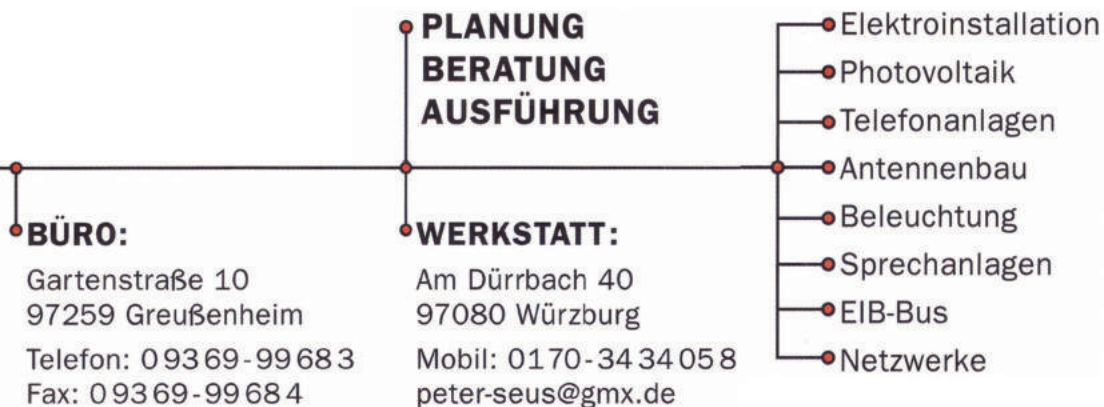 PLANUNG
BERATUNG
AUSFÜHRUNG
BÜRO:
Gartenstraße 10
97259 Greußenheim
Telefon: 09369-99683
Fax: 09369-99684
WERKSTATT:
Am Dürrbach 40
97080 Würzburg
Mobil: 0170-3434058
peter-seus@gmx.de
Elektroinstallation
Photovoltaik
Telefonanlagen
Antennenbau
Beleuchtung
Sprechanlagen
EIB-Bus
Netzwerke